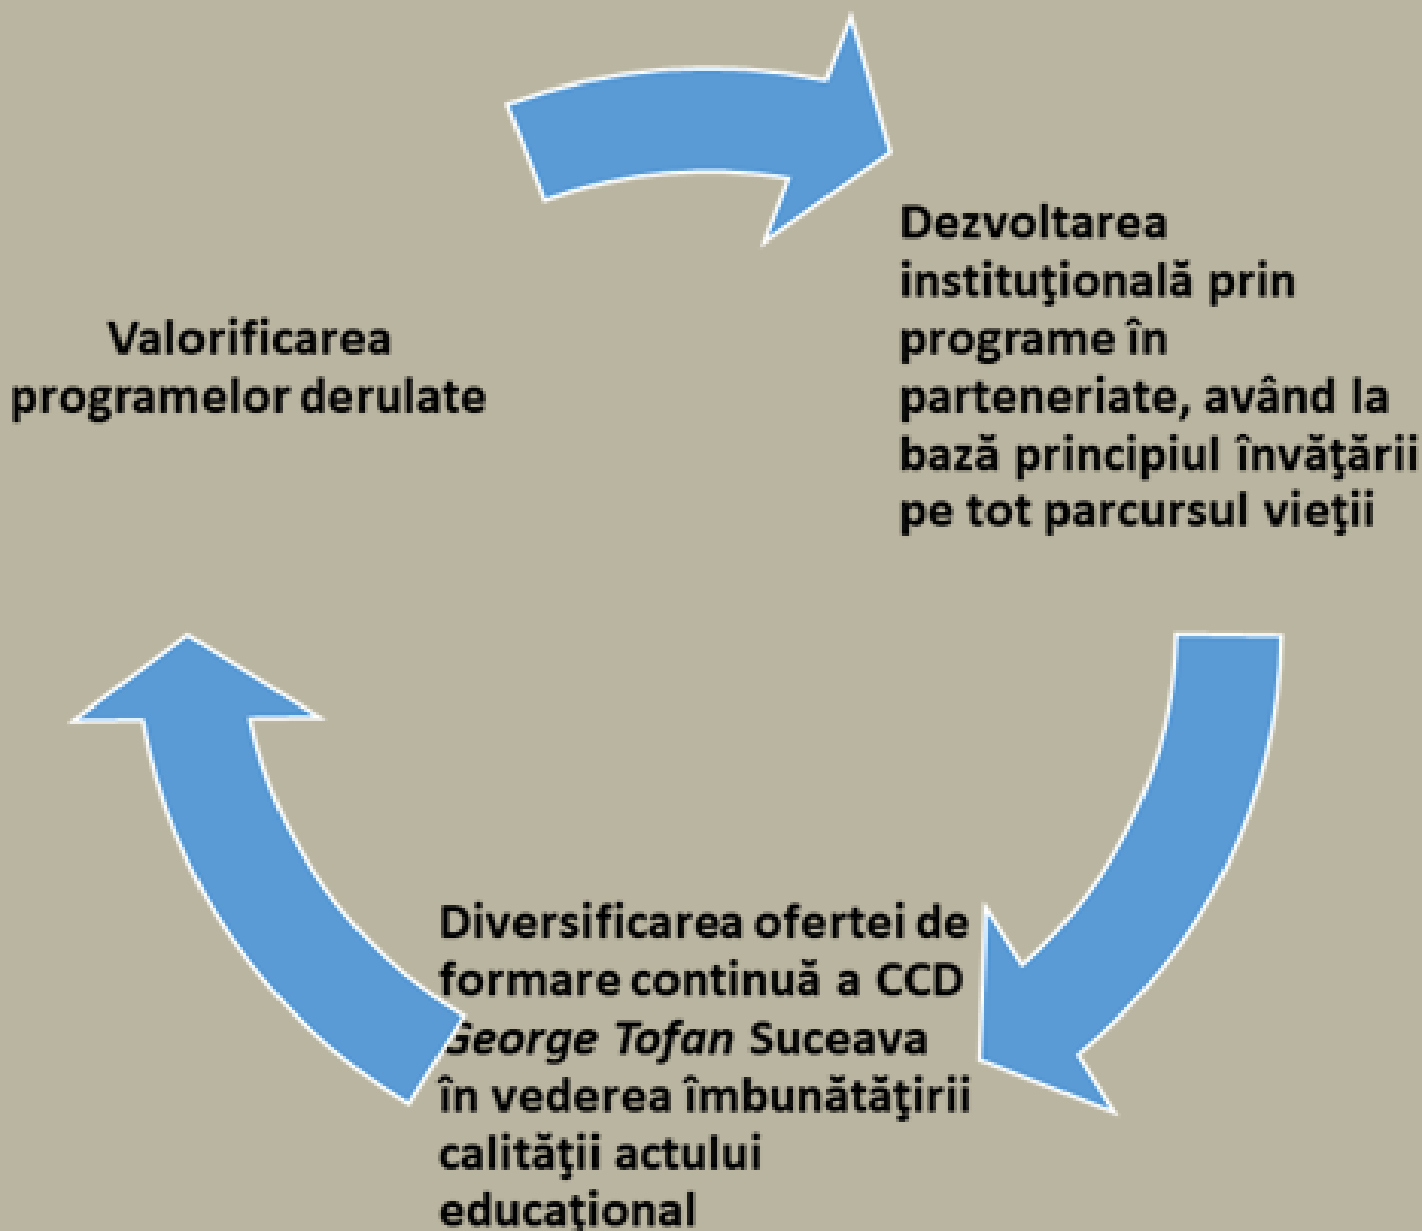 Valorificarea
programelor derulate
Dezvoltarea
instituţională prin
programe în
parteneriate, având la
bază principiul învăţării
pe tot parcursul vieţii
Diversificarea ofertei de
formare continuă a CCD
George Tofan Suceava
în vederea îmbunătăţirii
calităţii actului
educaţional